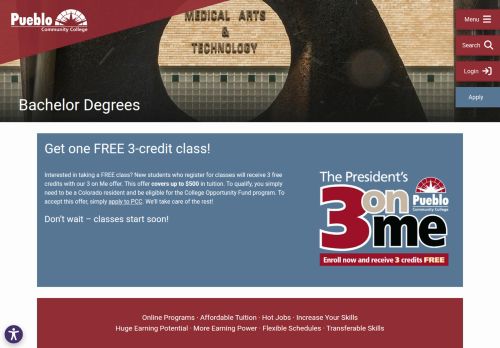 Pueblo
Community College
MEDICAL ARTS
&
TECHNOLOGY
Menu
Search
Login
Apply
Bachelor Degrees
Get one FREE 3-credit class!
Interested in taking a FREE class? New students who register for classes will receive 3 free
credits with our 3 on Me offer. This offer covers up to $500 in tuition. To qualify, you simply
need to be a Colorado resident and be eligible for the College Opportunity Fund program. To
accept this offer, simply apply to PCC. We'll take care of the rest!
Don't wait – classes start soon!
The President's
3 on me
Pueblo
Community College
Enroll now and receive 3 credits FREE
Online Programs · Affordable Tuition · Hot Jobs · Increase Your Skills
Huge Earning Potential · More Earning Power · Flexible Schedules · Transferable Skills